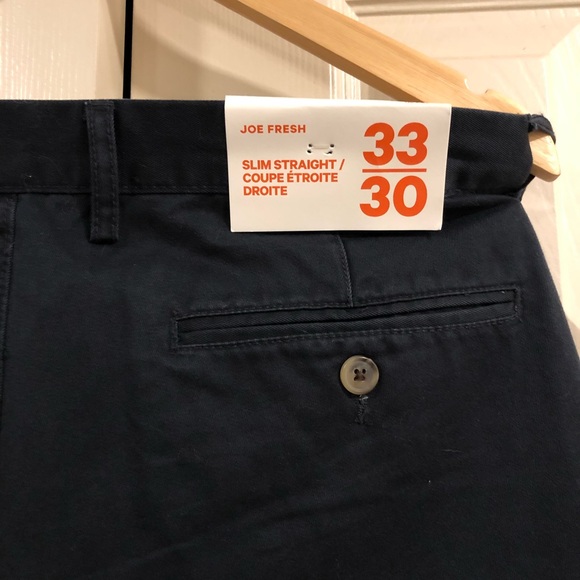 JOE FRESH
SLIM STRAIGHT /
COUPE ÉTROITE
DROITE
33
30